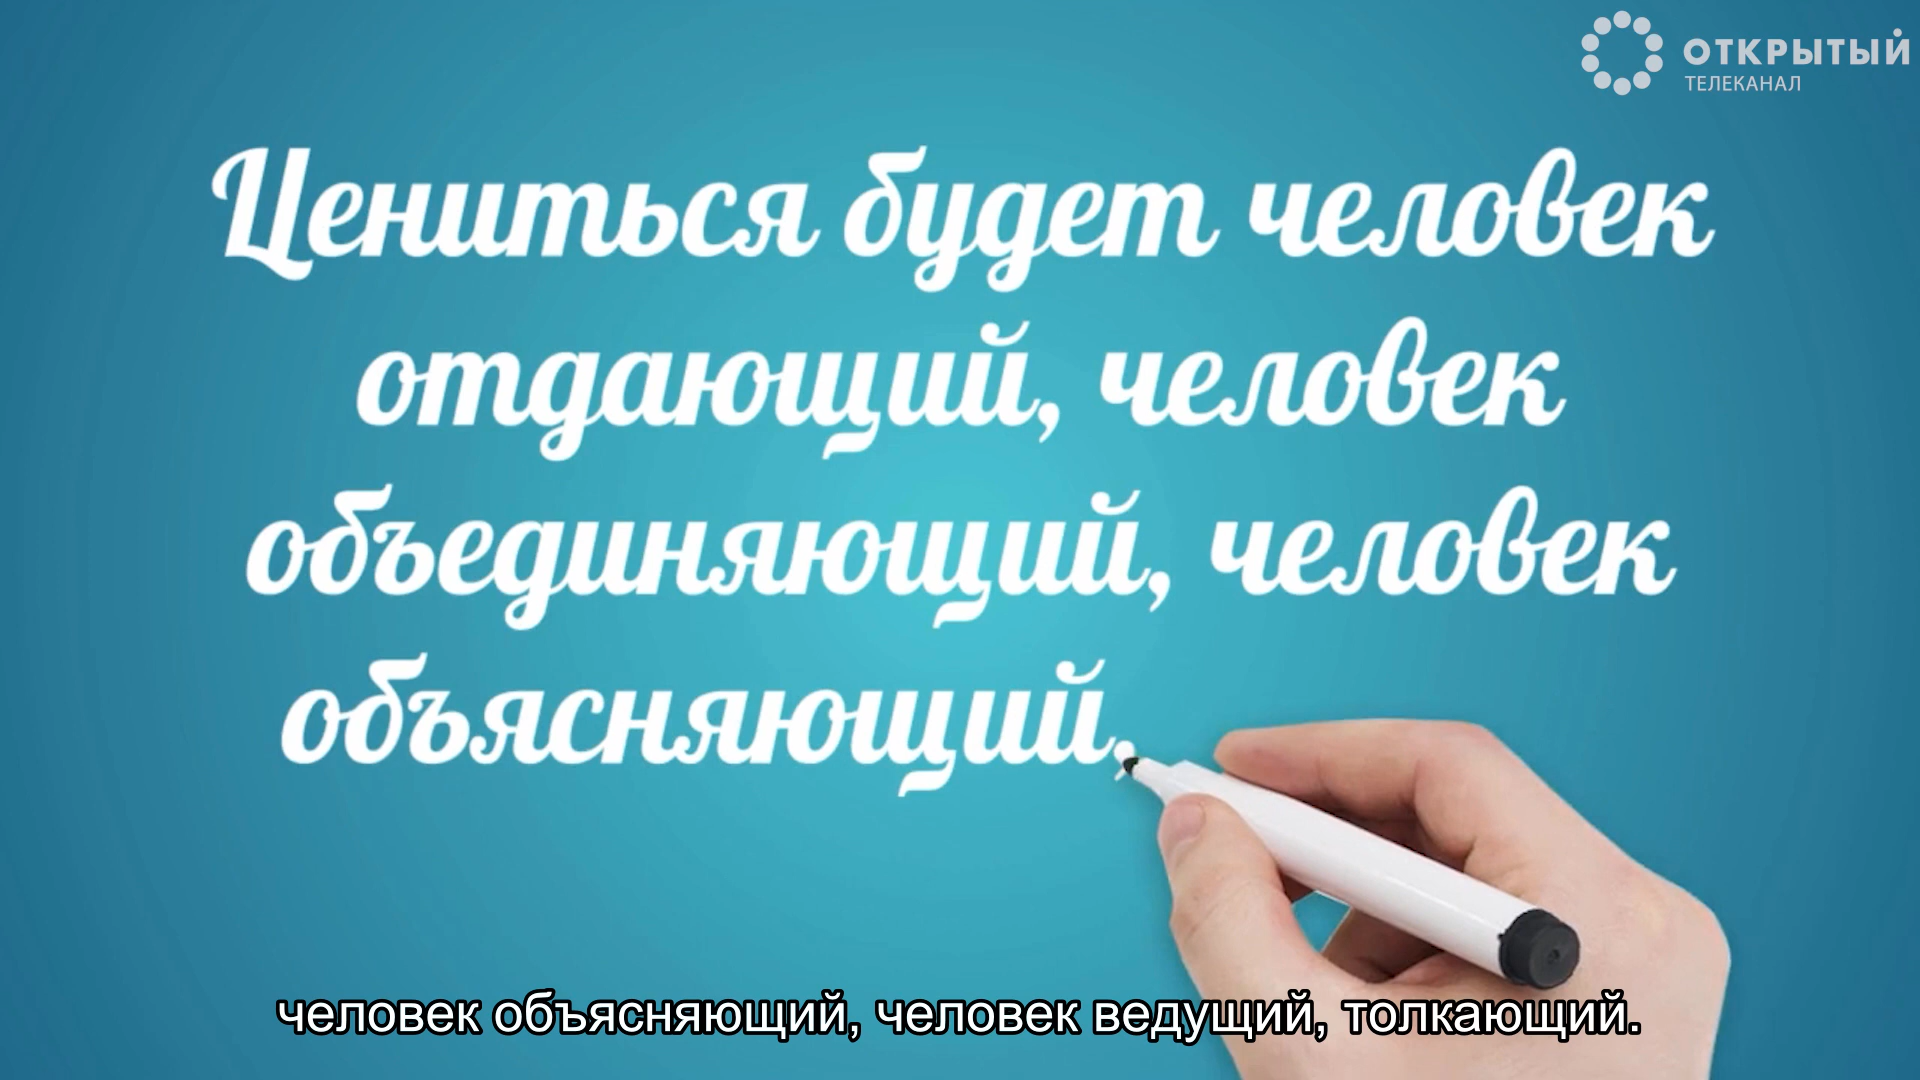 ОТКРЫТЫЙ
ТЕЛЕКАНАЛ
Цениться будет человек
отдающий, человек
объединяющий, человек
объясняющий,
человек объясняющий, человек ведущий, толкающий.